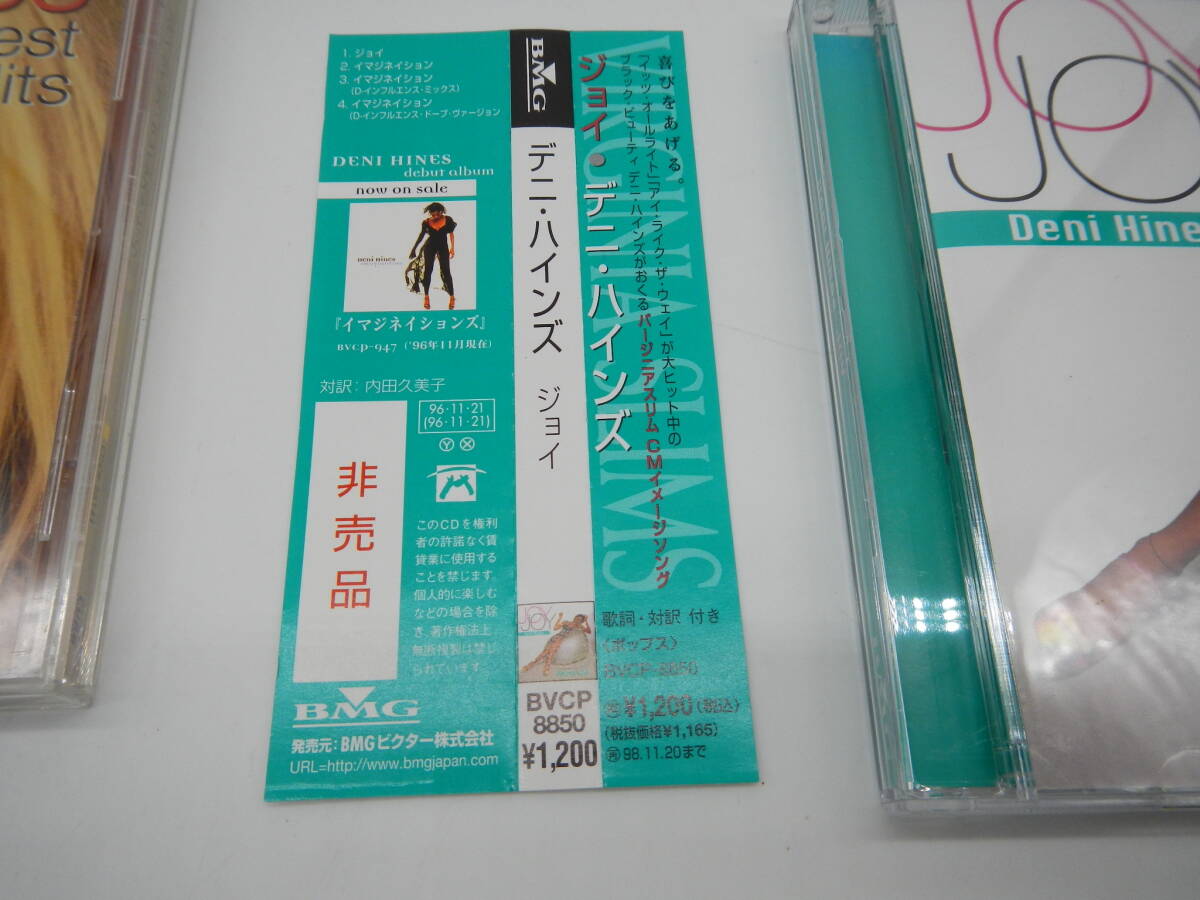 est
its
1. ジョイ
2. イマジネイション
3. イマジネイション
(D-インフルエンス・ミックス)
4. イマジネイション
(D-インフルエンス・ドープ・ヴァージョン
DENI HINES
debut album
now on sale
Deni Hines
『イマジネイションズ』
BVCP-947 ('96年11月現在)
対訳: 内田久美子
非売品
96・11・21
(96・11・21)
Ⓨ Ⓧ
このCDを権利
者の許諾なく賃
貸業に使用する
ことを禁じます。
個人的に楽しむ
などの場合を除
き、著作権法上、
無断複製は禁じ
られています。
BMG
発売元: BMGビクター株式会社
URL=http://www.bmgjapan.com
BMG
デニ・ハインズ ジョイ
JOY
BVCP
8850
¥1,200
喜びをあげる。
「イッツ・オールライト」「アイ・ライク・ザ・ウェイ」が大ヒット中の
ブラック・ビューティ デニ・ハインズがおくるバージニアスリム CMイメージソング
ジョイ・デニ・ハインズ
VIRGINIA SLIMS
歌詞・対訳 付き
〈ポップス〉
BVCP-8850
¥1,200(税込)
(税抜価格¥1,165)
98.11.20まで
JOY
JOY
Deni Hine